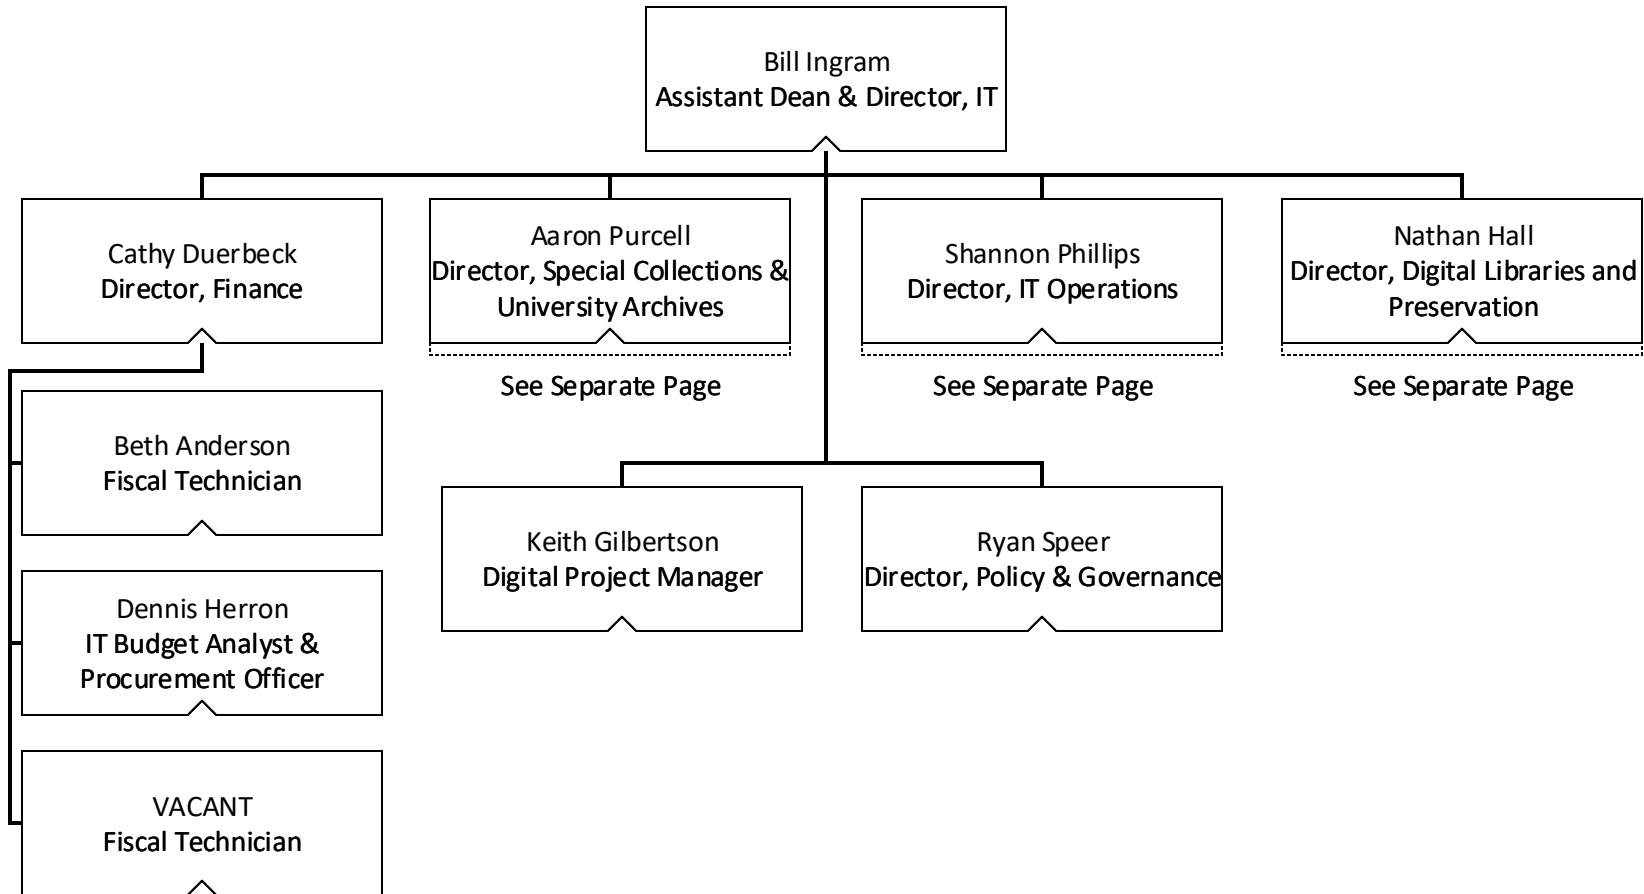 Bill Ingram
Assistant Dean & Director, IT
Cathy Duerbeck
Director, Finance
Aaron Purcell
Director, Special Collections &
University Archives
See Separate Page
Shannon Phillips
Director, IT Operations
See Separate Page
Nathan Hall
Director, Digital Libraries and
Preservation
See Separate Page
Beth Anderson
Fiscal Technician
Dennis Herron
IT Budget Analyst &
Procurement Officer
VACANT
Fiscal Technician
Keith Gilbertson
Digital Project Manager
Ryan Speer
Director, Policy & Governance